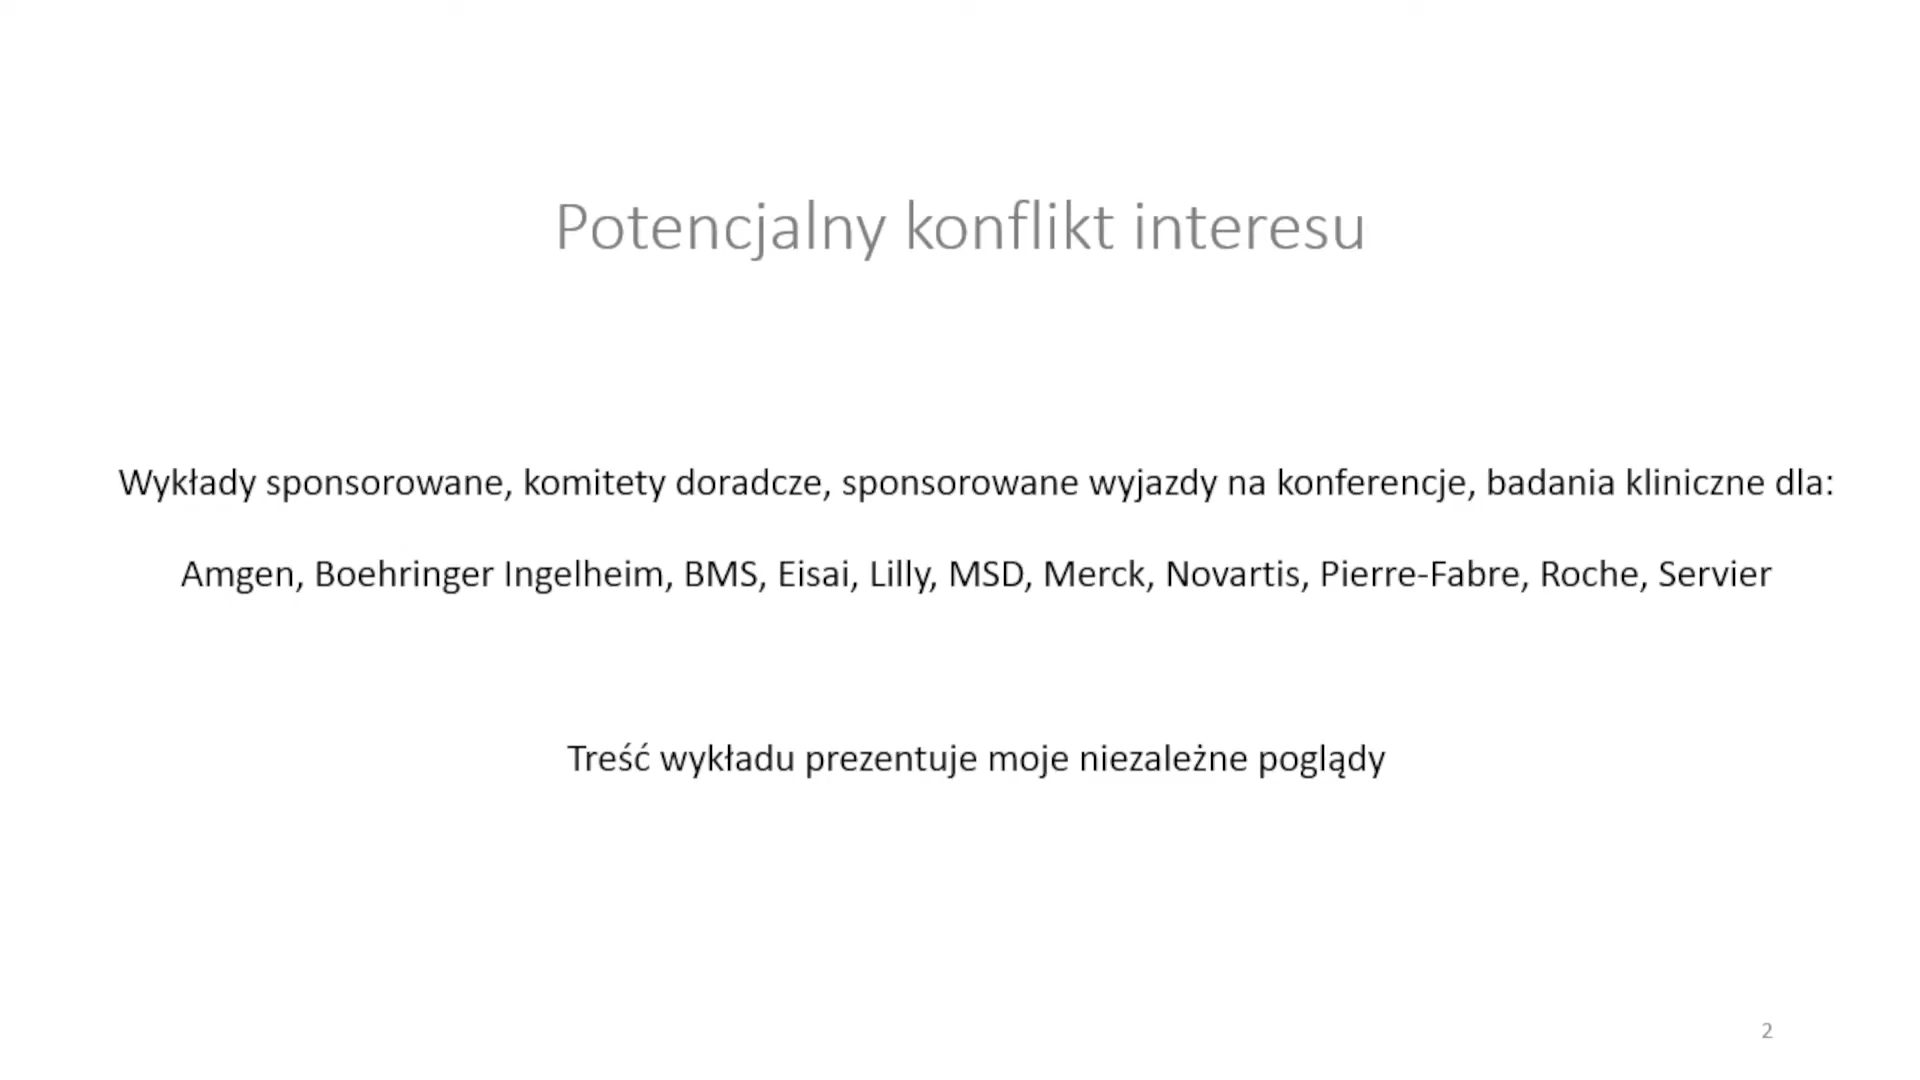 Potencjalny konflikt interesu
Wykłady sponsorowane, komitety doradcze, sponsorowane wyjazdy na konferencje, badania kliniczne dla:
Amgen, Boehringer Ingelheim, BMS, Eisai, Lilly, MSD, Merck, Novartis, Pierre-Fabre, Roche, Servier
Treść wykładu prezentuje moje niezależne poglądy
2